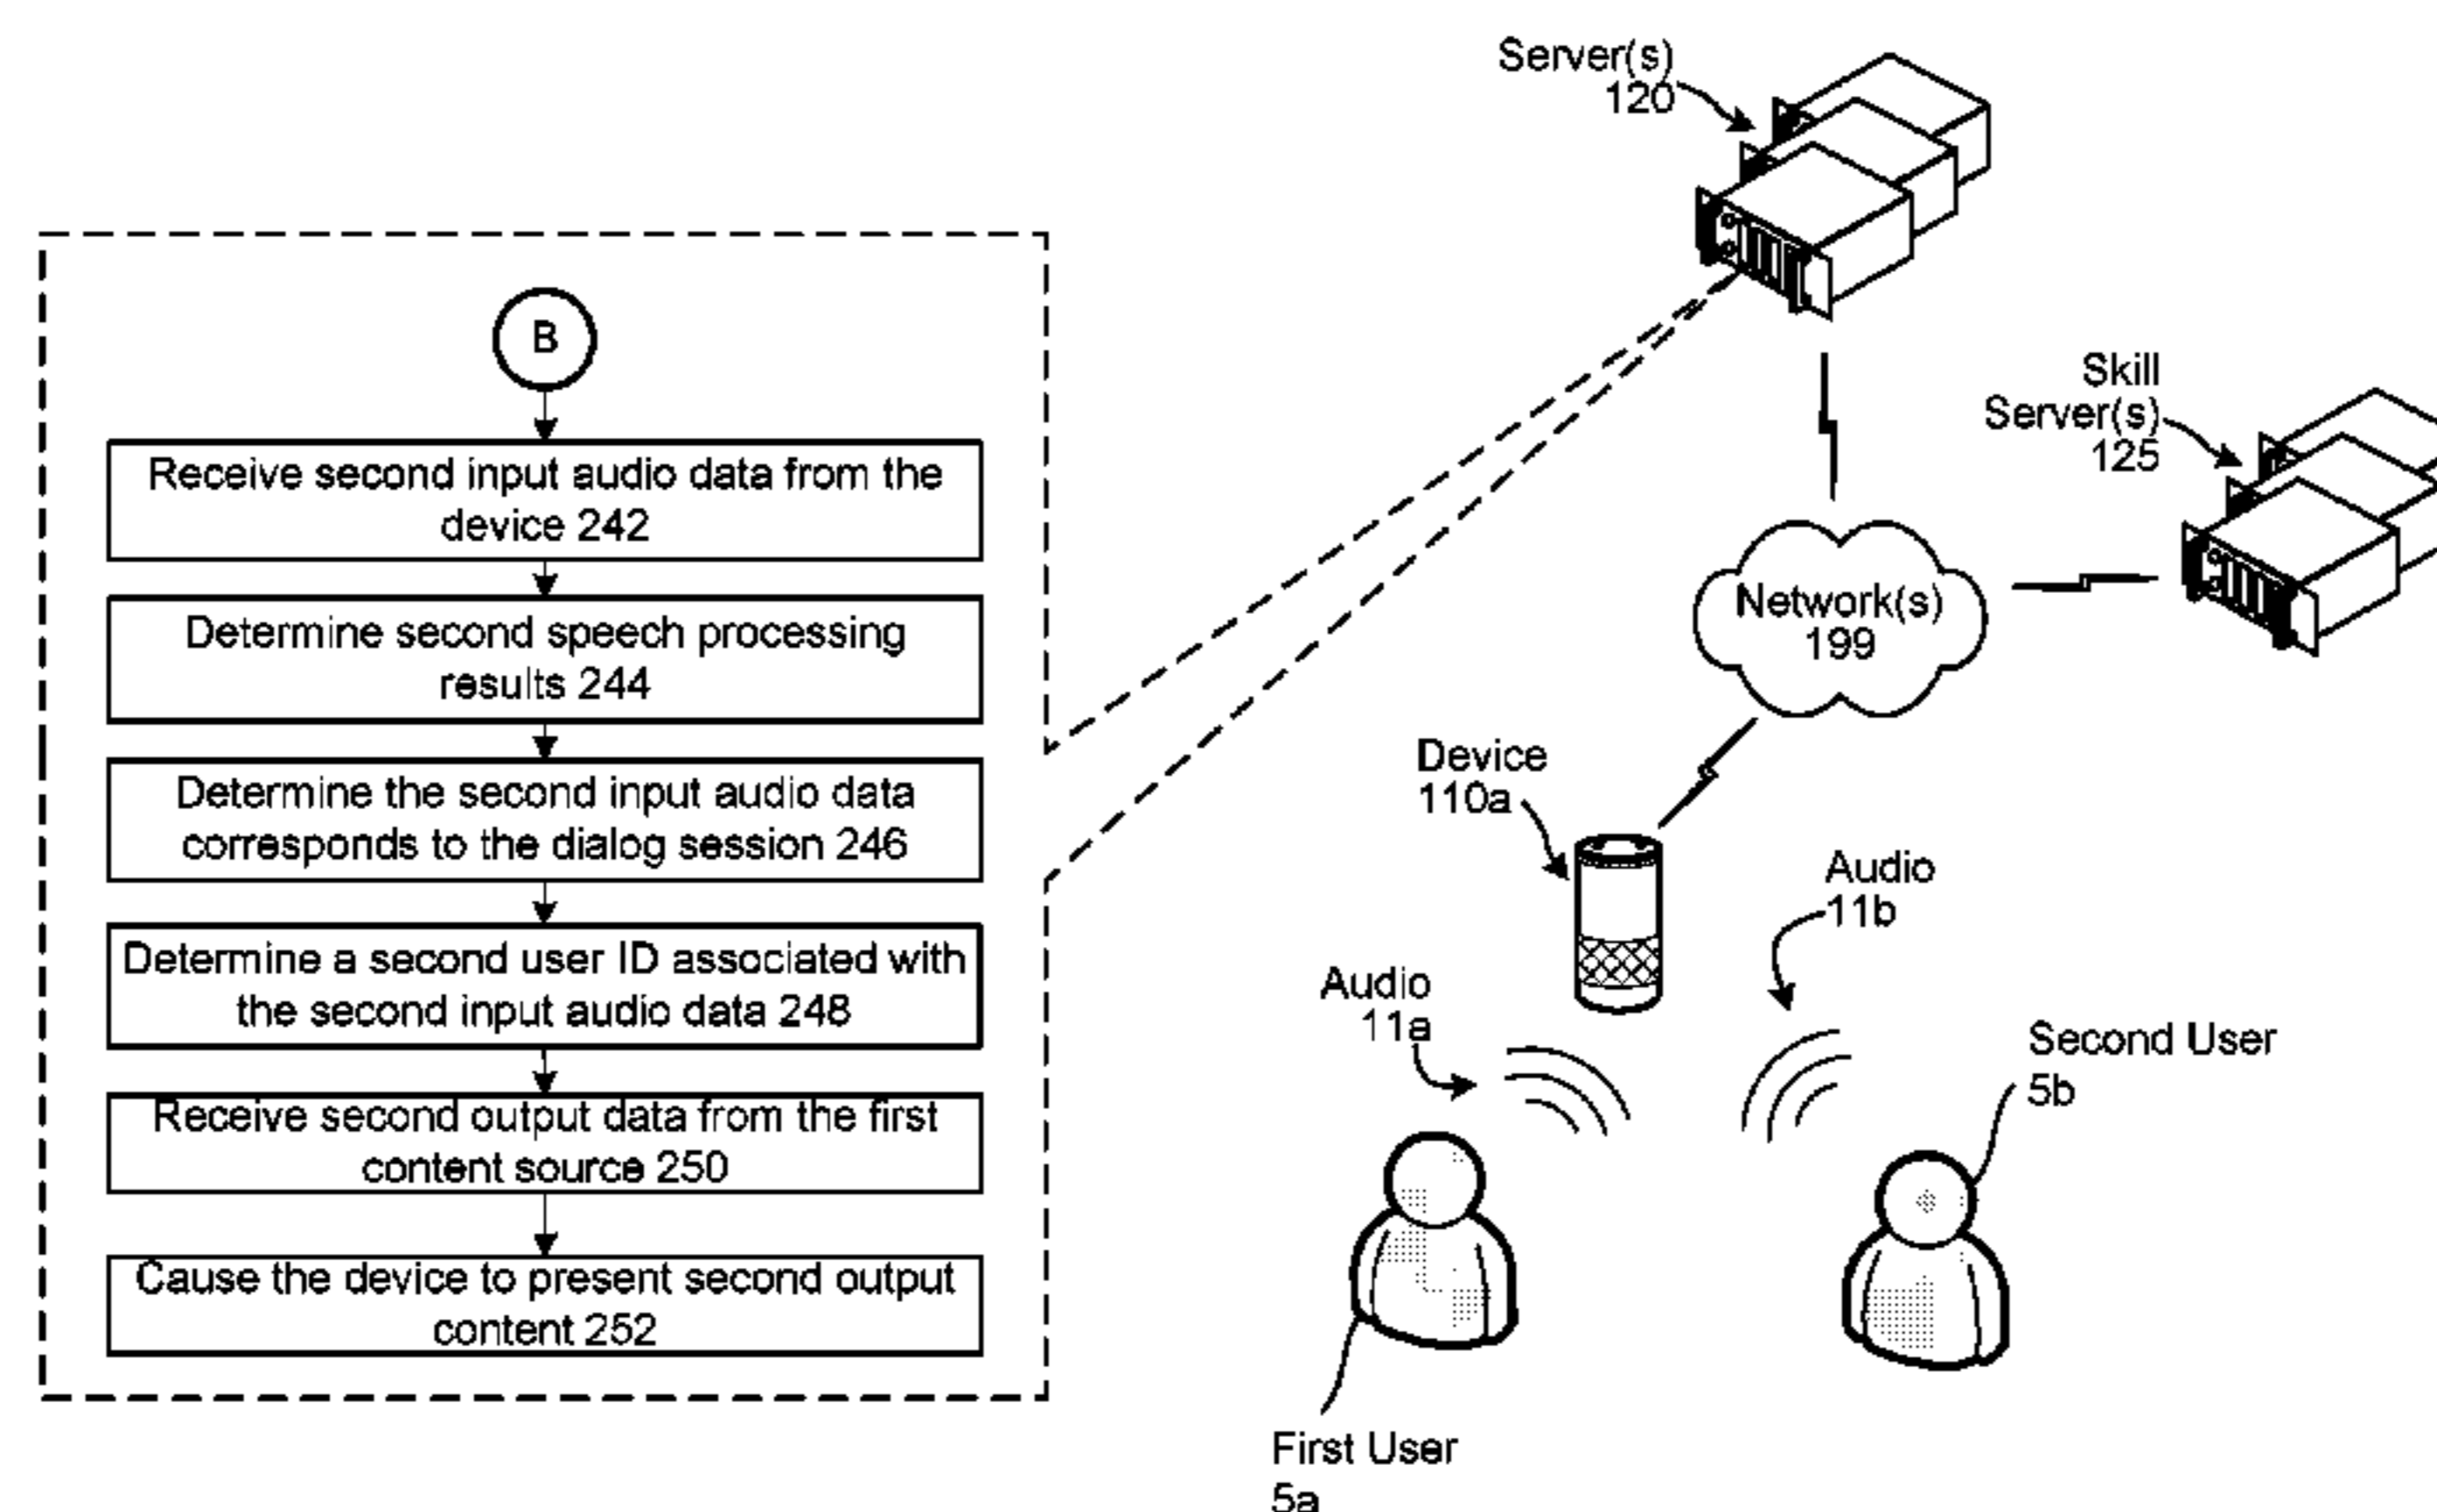 B
Receive second input audio data from the
device 242
Determine second speech processing
results 244
Determine the second input audio data
corresponds to the dialog session 246
Determine a second user ID associated with
the second input audio data 248
Receive second output data from the first
content source 250
Cause the device to present second output
content 252
Server(s)
120
Skill
Server(s)
125
Network(s)
199
Device
110a
Audio
11b
Audio
11a
Second User
5b
First User
5a